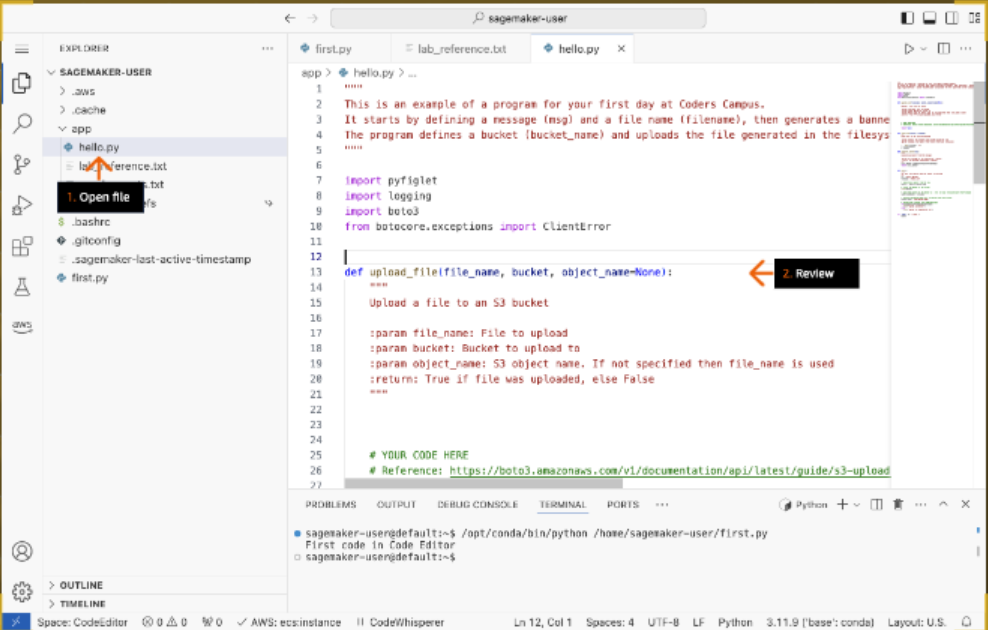 sagemaker-user
EXPLORER
SAGEMAKER-USER
.aws
.cache
app
hello.py
lab_reference.txt
1. Open file
.bashrc
.gitconfig
.sagemaker-last-active-timestamp
first.py
OUTLINE
TIMELINE
aws
first.py
lab_reference.txt
hello.py
app > hello.py > ...
1 """
2 This is an example of a program for your first day at Coders Campus.
3 It starts by defining a message (msg) and a file name (filename), then generates a banne
4 The program defines a bucket (bucket_name) and uploads the file generated in the filesys
5 """
6
7 import pyfiglet
8 import logging
9 import boto3
10 from botocore.exceptions import ClientError
11
12
13 def upload_file(file_name, bucket, object_name=None):
2. Review
14 """
15 Upload a file to an S3 bucket
16
17 :param file_name: File to upload
18 :param bucket: Bucket to upload to
19 :param object_name: S3 object name. If not specified then file_name is used
20 :return: True if file was uploaded, else False
21 """
22
23
24
25 # YOUR CODE HERE
26 # Reference: https://boto3.amazonaws.com/v1/documentation/api/latest/guide/s3-upload
27
PROBLEMS OUTPUT DEBUG CONSOLE TERMINAL PORTS ... Python
sagemaker-user@default:~$ /opt/conda/bin/python /home/sagemaker-user/first.py
First code in Code Editor
sagemaker-user@default:~$
Space: CodeEditor 0 0 0 AWS: ecs:instance CodeWhisperer Ln 12, Col 1 Spaces: 4 UTF-8 LF Python 3.11.9 ('base': conda) Layout: U.S.